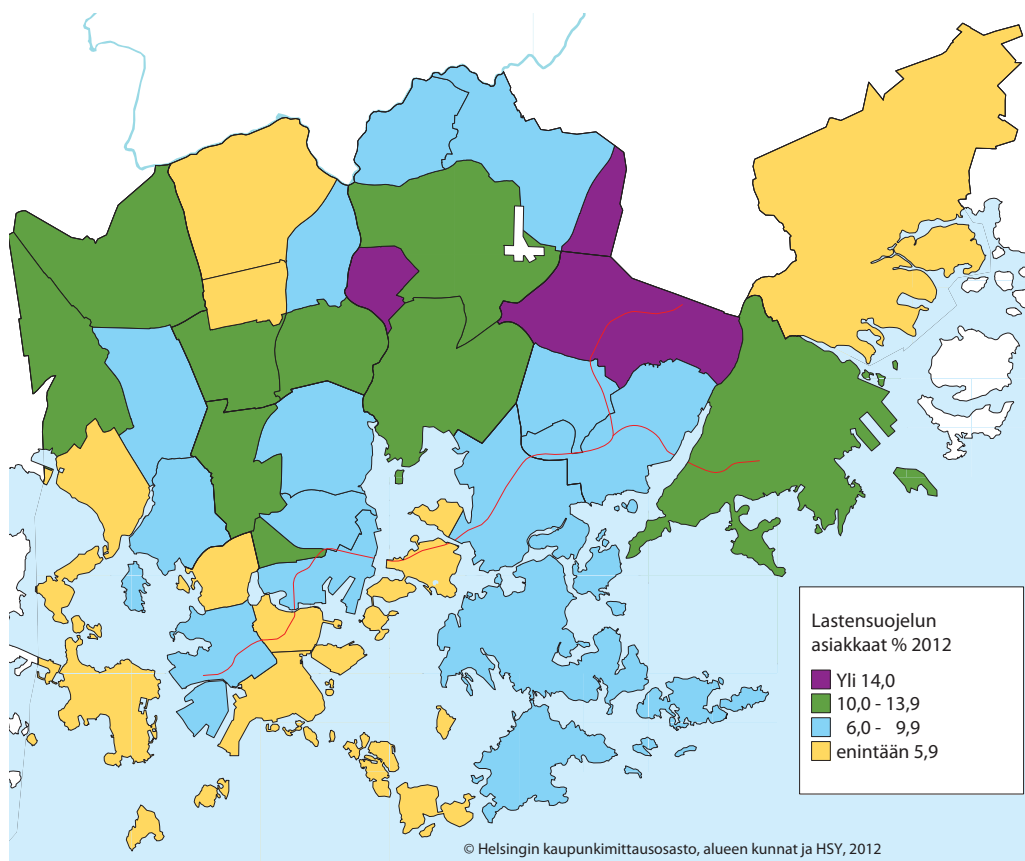 Lastensuojelun
asiakkaat % 2012
Yli 14,0
10,0 - 13,9
6,0 - 9,9
enintään 5,9
© Helsingin kaupunkimittausosasto, alueen kunnat ja HSY, 2012